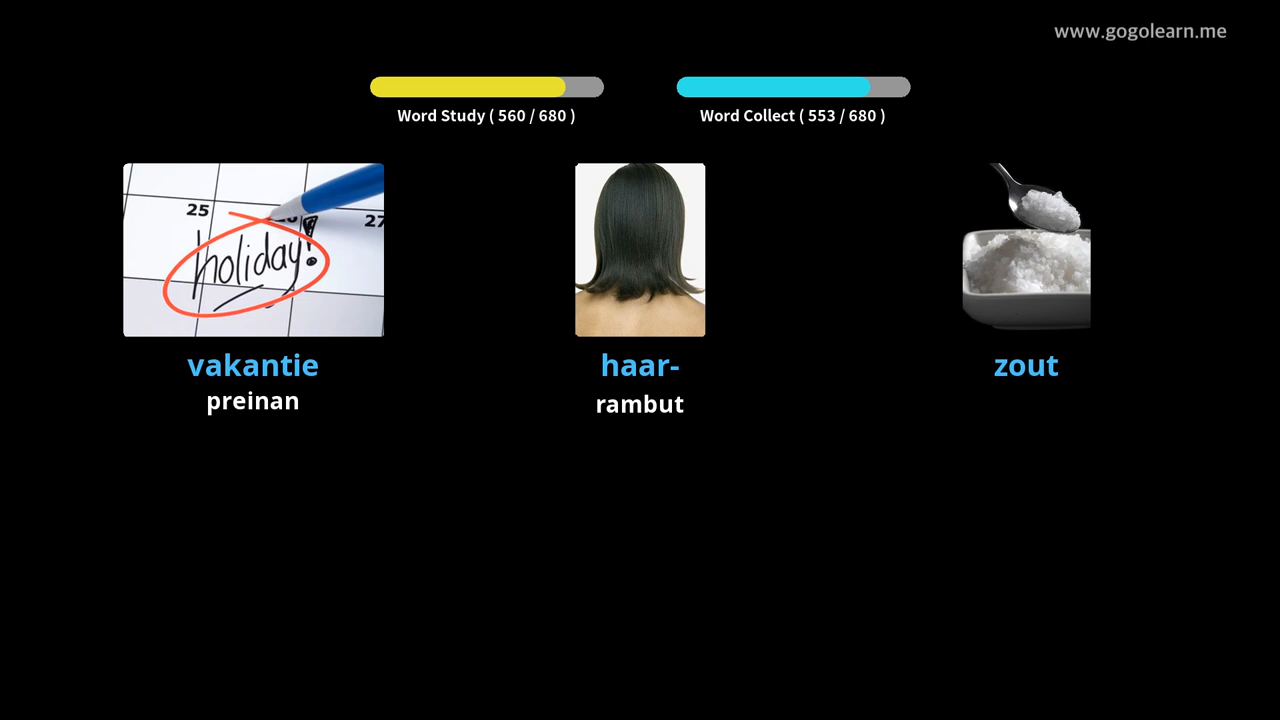 www.gogolearn.me
Word Study ( 560 / 680 )
Word Collect ( 553 / 680 )
25
27
holiday!
vakantie
haar-
zout
preinan
rambut